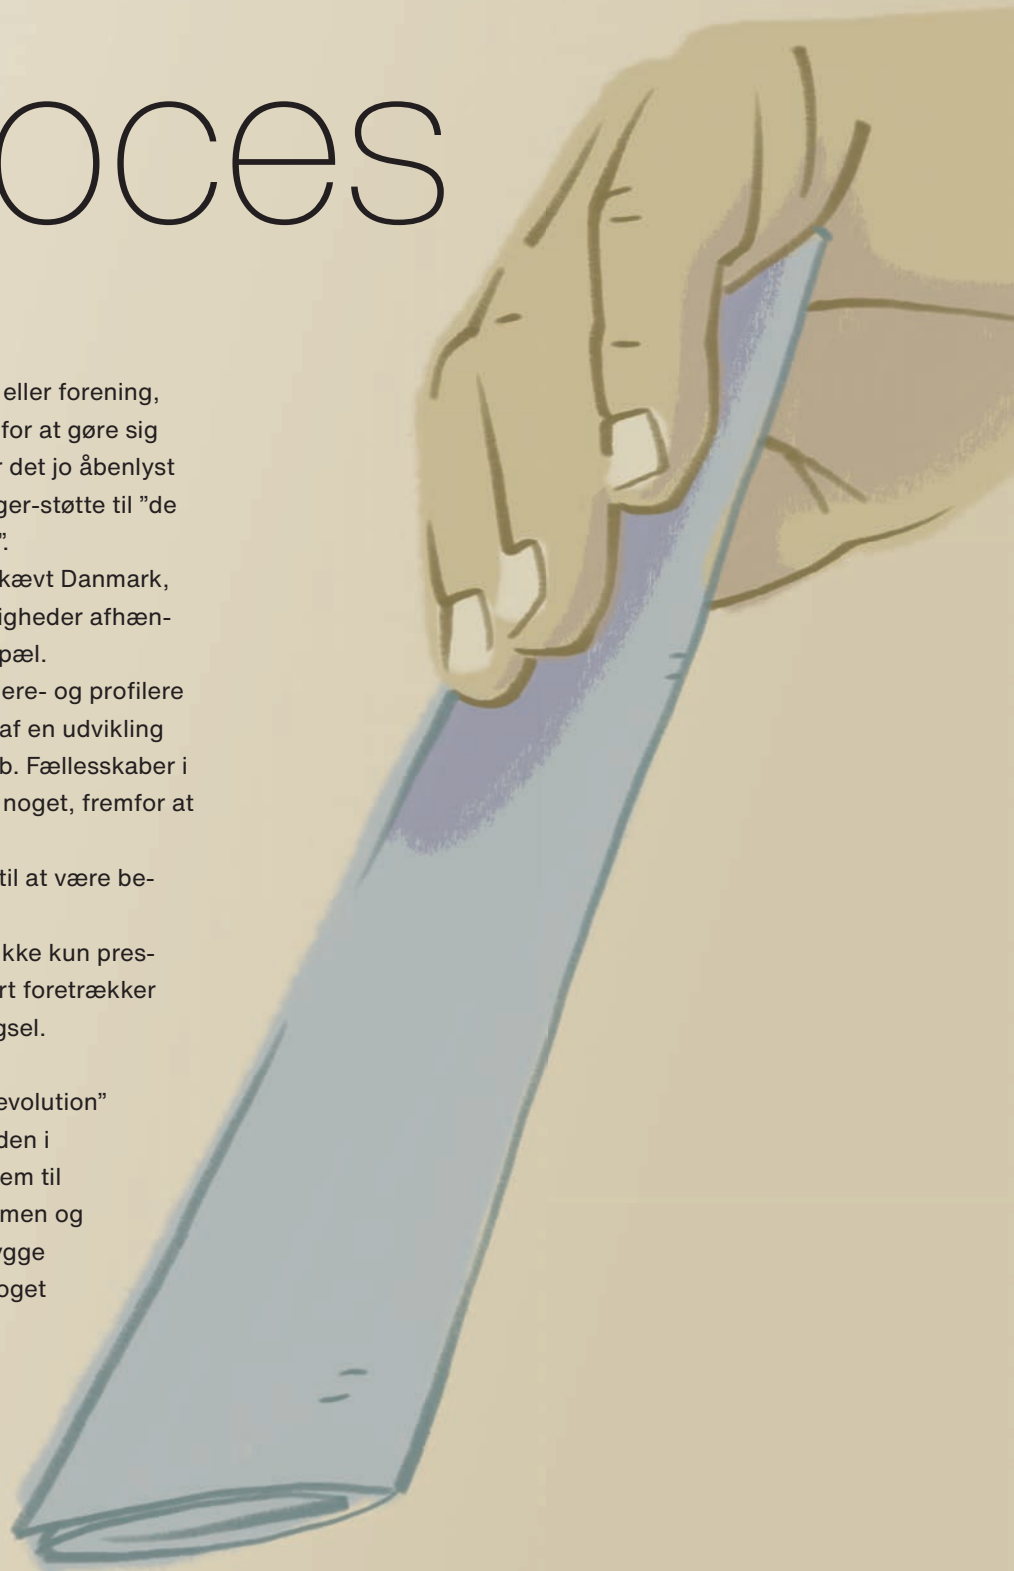 oces
eller forening,
for at gøre sig
r det jo åbenlyst
ger-støtte til ”de
”.
kævt Danmark,
igheder afhæn-
pæl.
ere- og profilere
af en udvikling
b. Fællesskaber i
noget, fremfor at
til at være be-
kke kun pres-
rt foretrækker
gsel.
evolution”
den i
em til
men og
ygge
oget